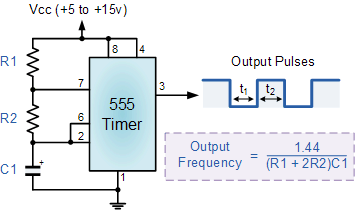 Vcc (+5 to +15v)
8
4
R1
7
3
Output Pulses
t1
t2
555
Timer
R2
6
2
Output
Frequency
=
1.44
(R1 + 2R2)C1
C1
+
1